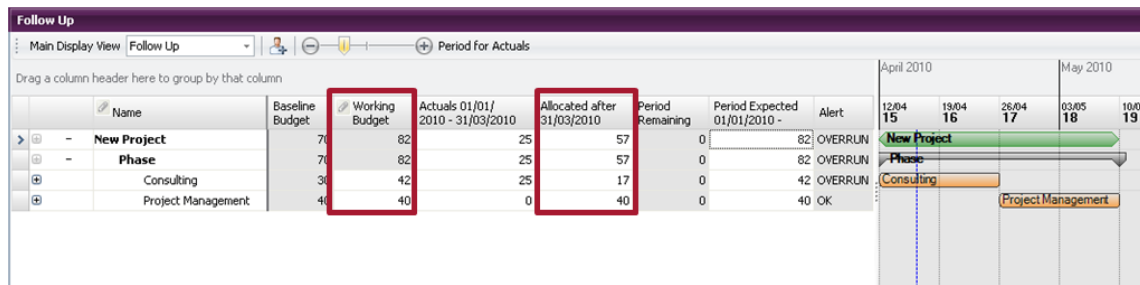 Follow Up
Main Display View Follow Up Period for Actuals
Drag a column header here to group by that column
April 2010 May 2010
Name Baseline Budget Working Budget Actuals 01/01/2010 - 31/03/2010 Allocated after 31/03/2010 Period Remaining Period Expected 01/01/2010 - Alert 12/04 15 19/04 16 26/04 17 03/05 18 10/0 19
New Project 70 82 25 57 0 82 OVERRUN New Project
Phase 70 82 25 57 0 82 OVERRUN Phase
Consulting 30 42 25 17 0 42 OVERRUN Consulting
Project Management 40 40 0 40 0 40 OK Project Management